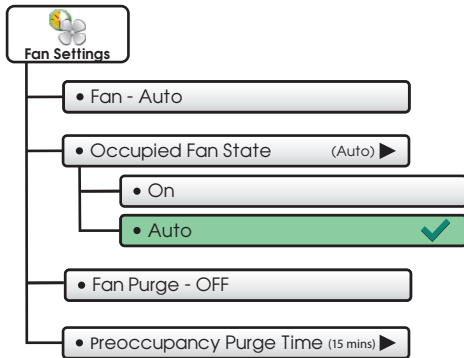 Fan Settings
• Fan - Auto
• Occupied Fan State (Auto) ▶
• On
• Auto
• Fan Purge - OFF
• Preoccupancy Purge Time (15 mins) ▶